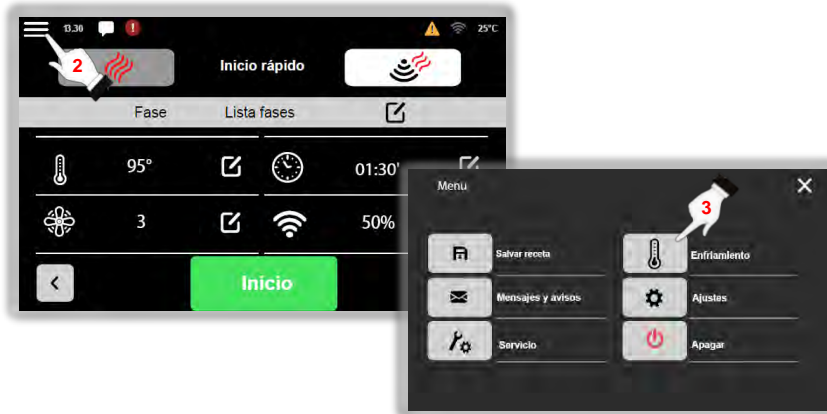 13.30 ! ! 25°C
2
Inicio rápido
Fase Lista fases
95° 01:30'
3 50%
Inicio
Menu
3
Salvar receta Enfriamiento
Mensajes y avisos Ajustes
Servicio Apagar